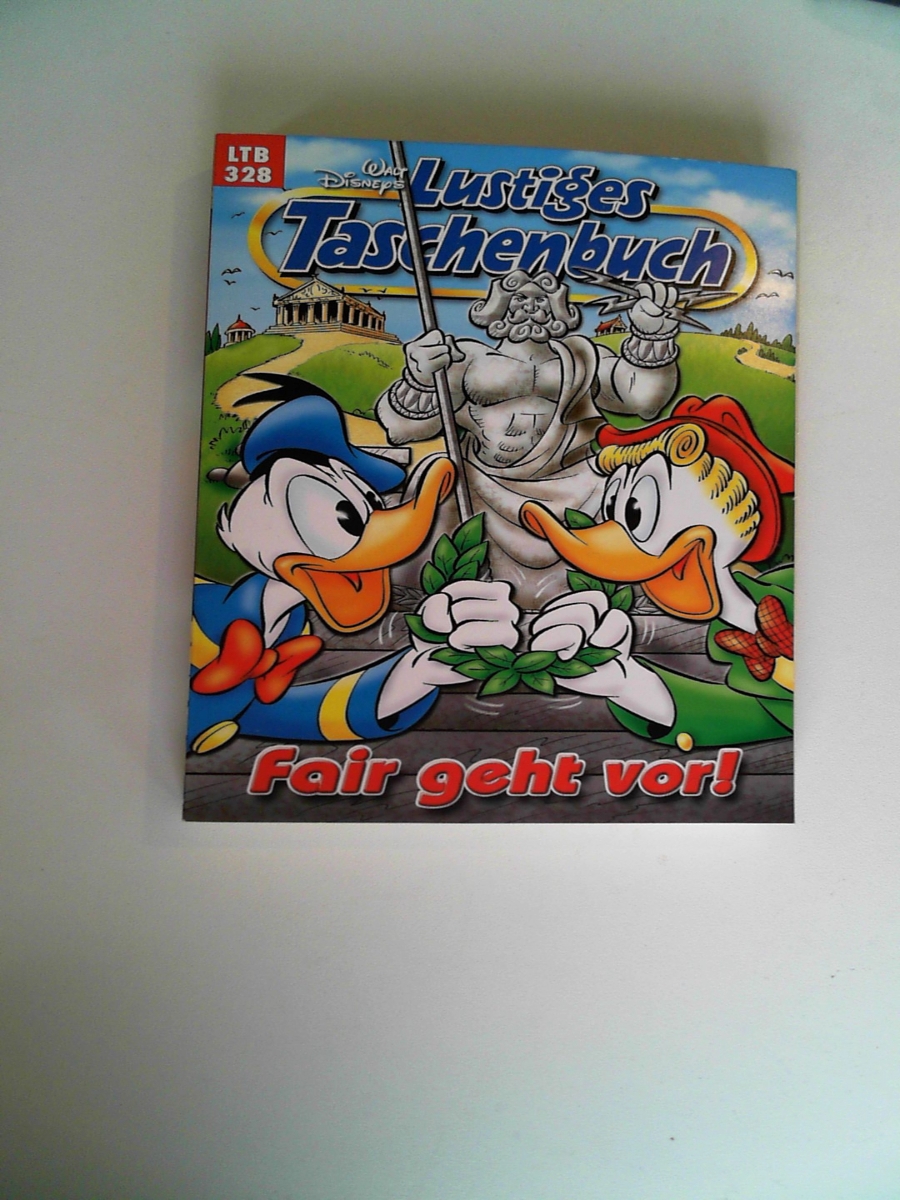 LTB
328
WALT
DISNEY'S
Lustiges
Taschenbuch
Fair geht vor!